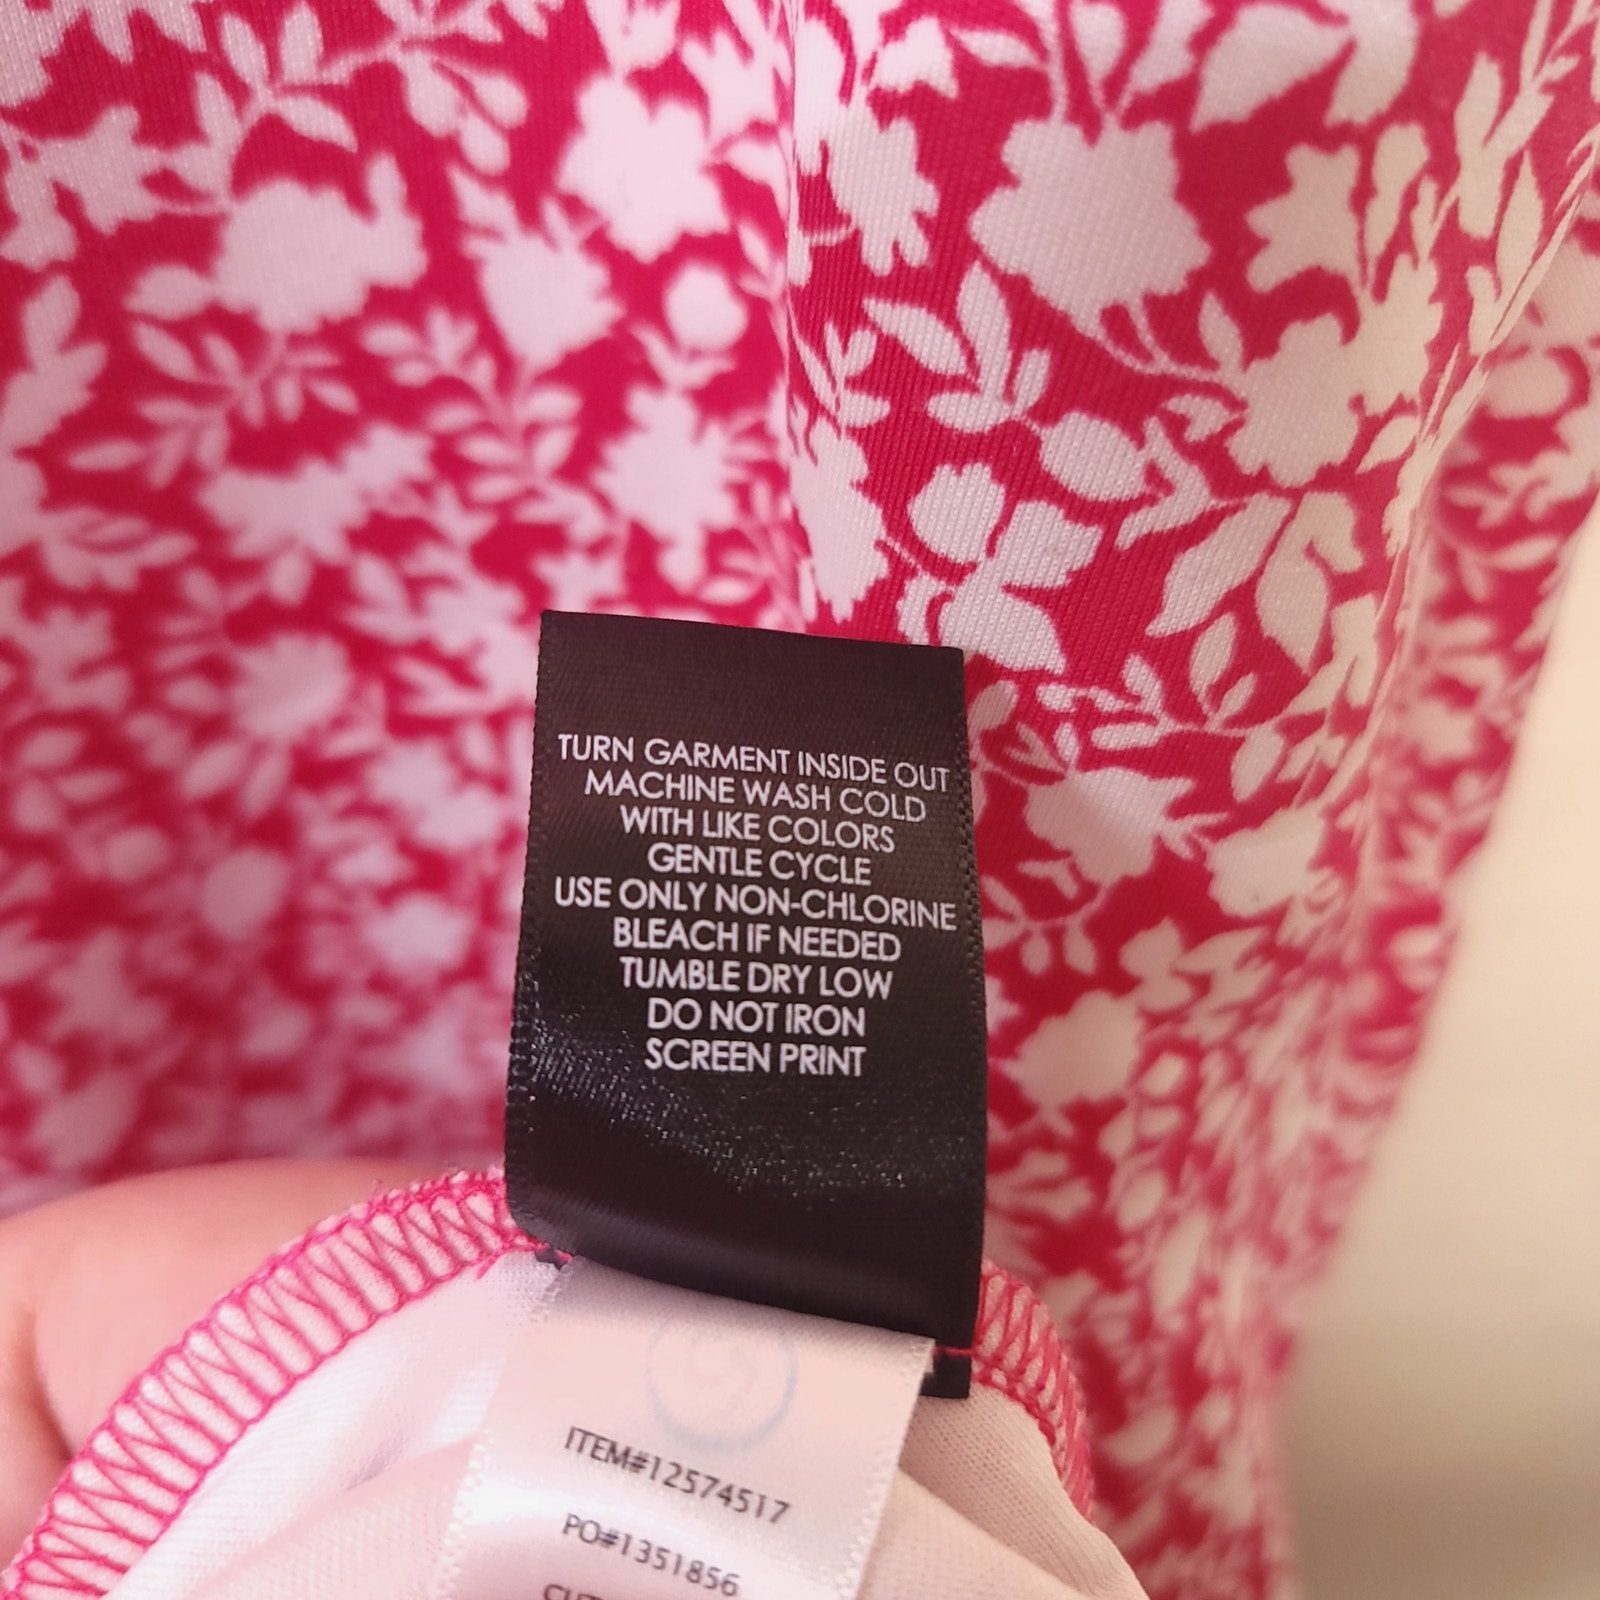 TURN GARMENT INSIDE OUT
MACHINE WASH COLD
WITH LIKE COLORS
GENTLE CYCLE
USE ONLY NON-CHLORINE
BLEACH IF NEEDED
TUMBLE DRY LOW
DO NOT IRON
SCREEN PRINT
ITEM#12574517
PO#1351856